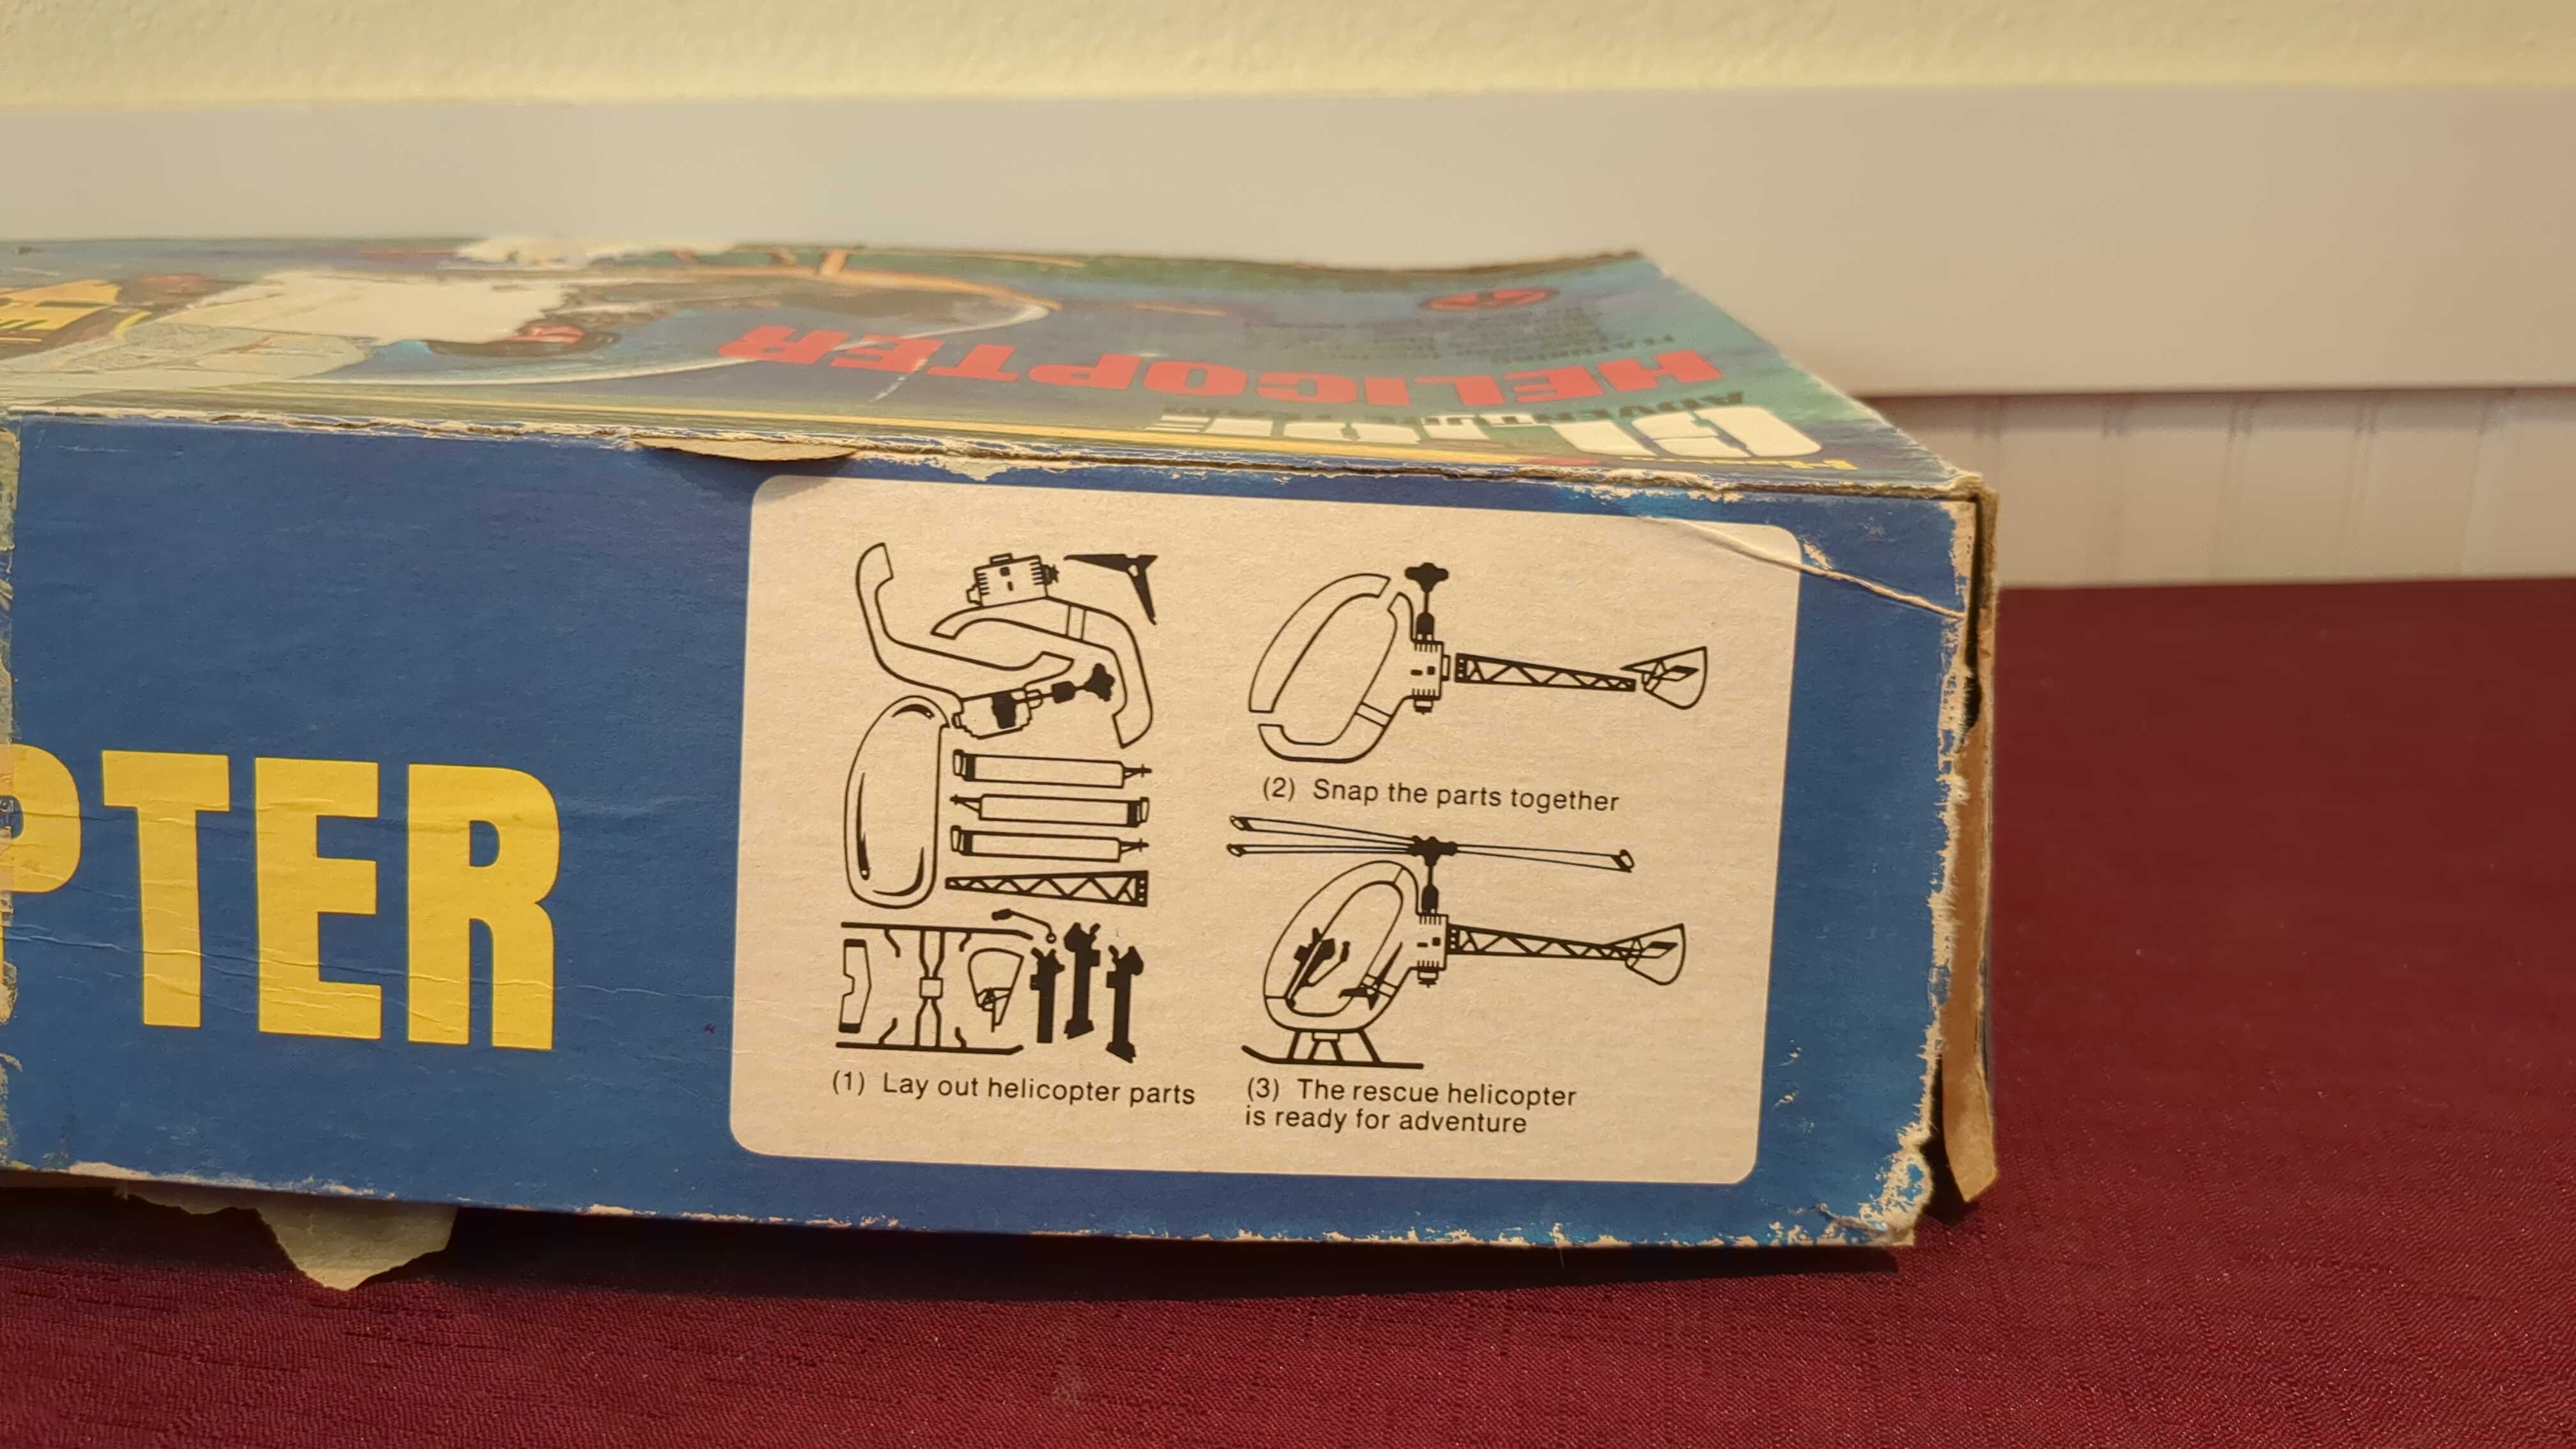 HELICOPTER
ADVENTURE
PTER
(1) Lay out helicopter parts
(2) Snap the parts together
(3) The rescue helicopter
is ready for adventure